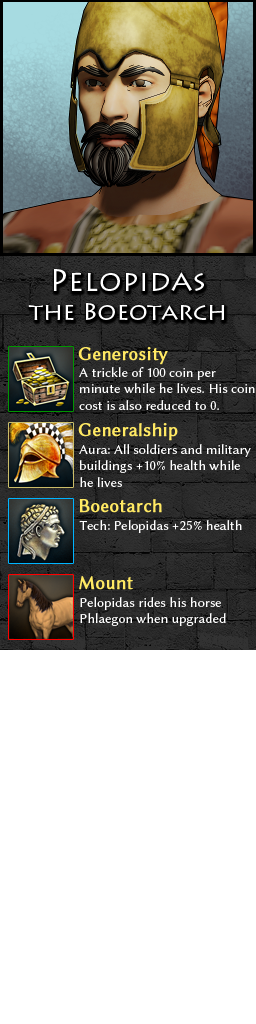 Pelopidas
the Boeotarch
Generosity
A trickle of 100 coin per
minute while he lives. His coin
cost is also reduced to 0.
Generalship
Aura: All soldiers and military
buildings +10% health while
he lives
Boeotarch
Tech: Pelopidas +25% health
Mount
Pelopidas rides his horse
Phlaegon when upgraded